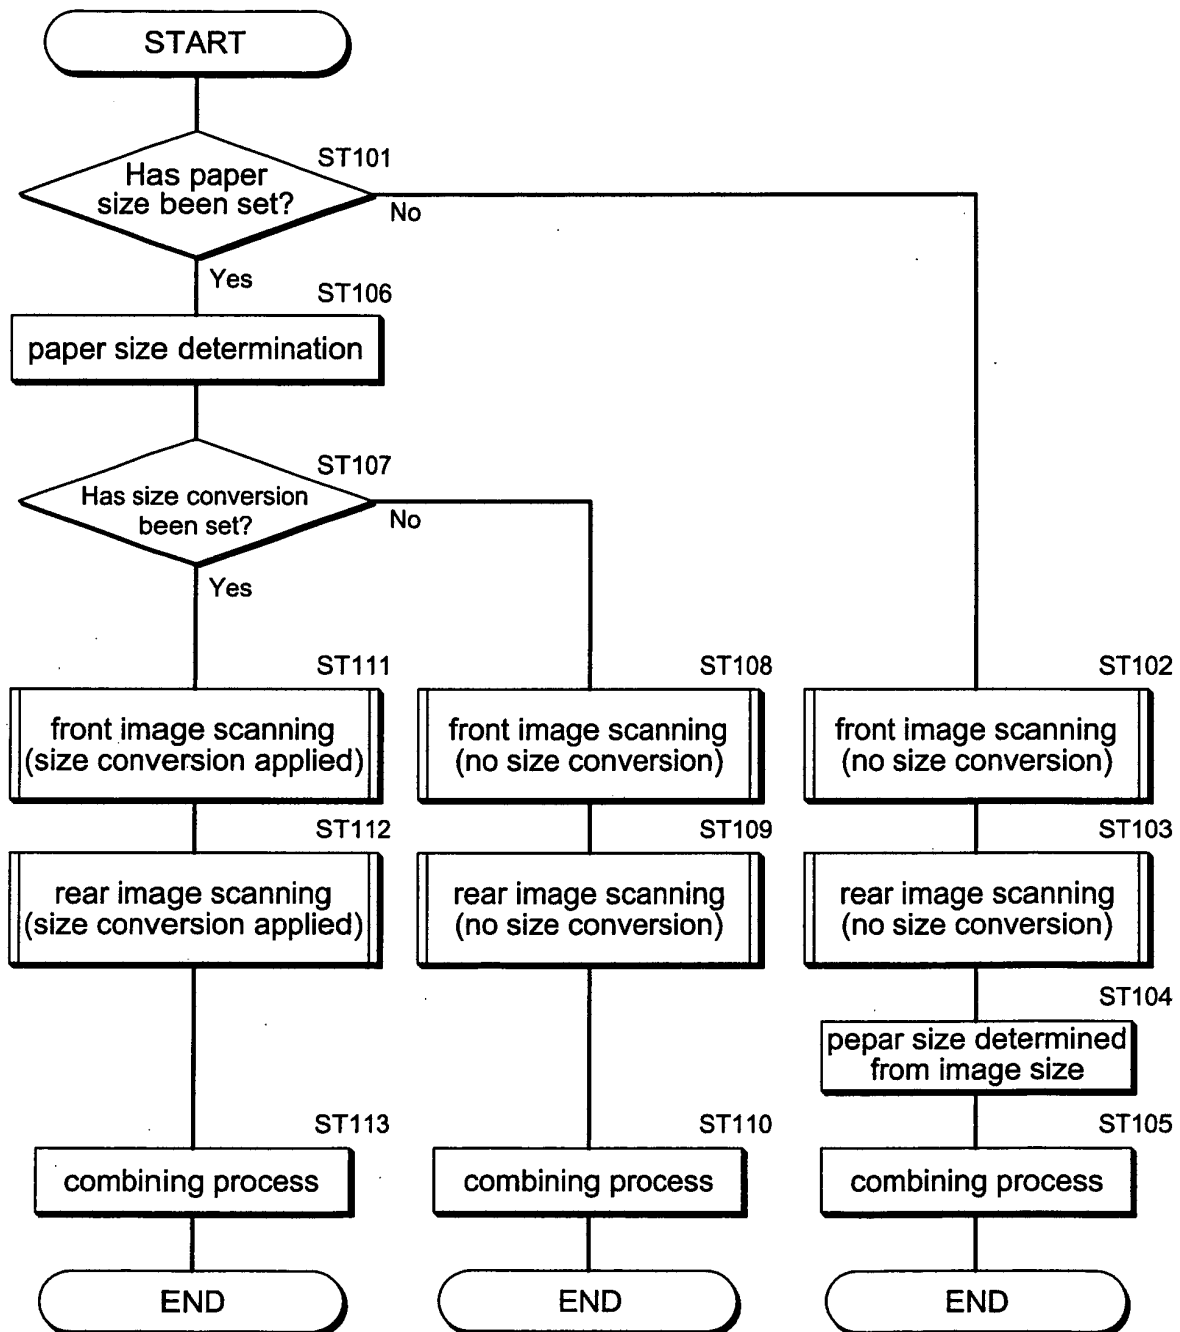 START
ST101
Has paper
size been set?
No
Yes
ST106
paper size determination
ST107
Has size conversion
been set?
No
Yes
ST111
ST108
ST102
front image scanning
(size conversion applied)
front image scanning
(no size conversion)
front image scanning
(no size conversion)
ST112
ST109
ST103
rear image scanning
(size conversion applied)
rear image scanning
(no size conversion)
rear image scanning
(no size conversion)
ST104
pepar size determined
from image size
ST113
ST110
ST105
combining process
combining process
combining process
END
END
END